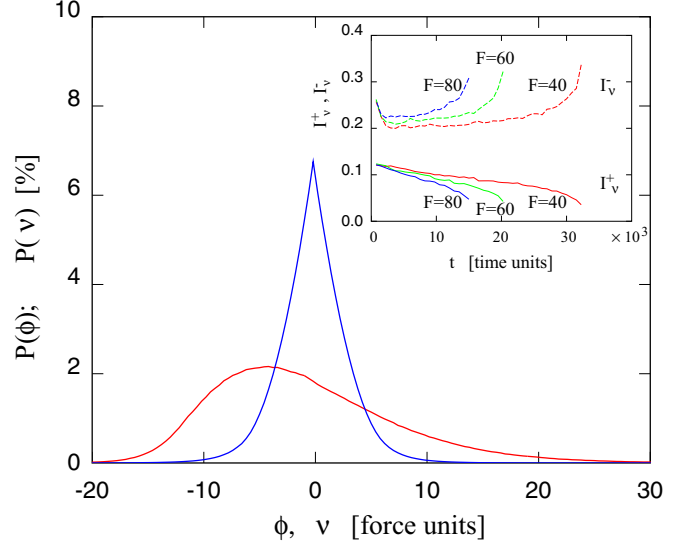 10
8
6
4
2
0
P(ϕ); P(ν) [%]
-20 -10 0 10 20 30
ϕ, ν [force units]
0.4
0.3
0.2
0.1
0.0
I⁺ν , I⁻ν
F=80
F=60
F=40
I⁻ν
F=80
F=60
F=40
I⁺ν
0 10 20 30 ×10³
t [time units]